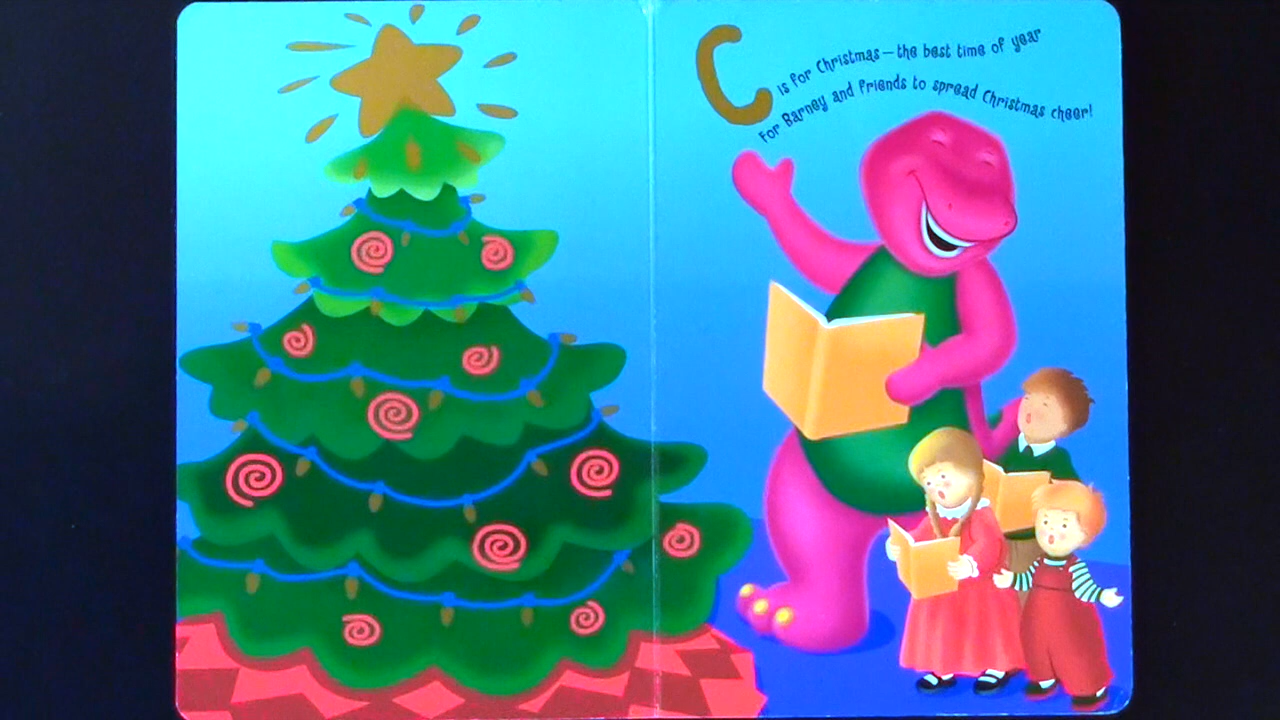 C is for Christmas—the best time of year
For Barney and friends to spread Christmas cheer!